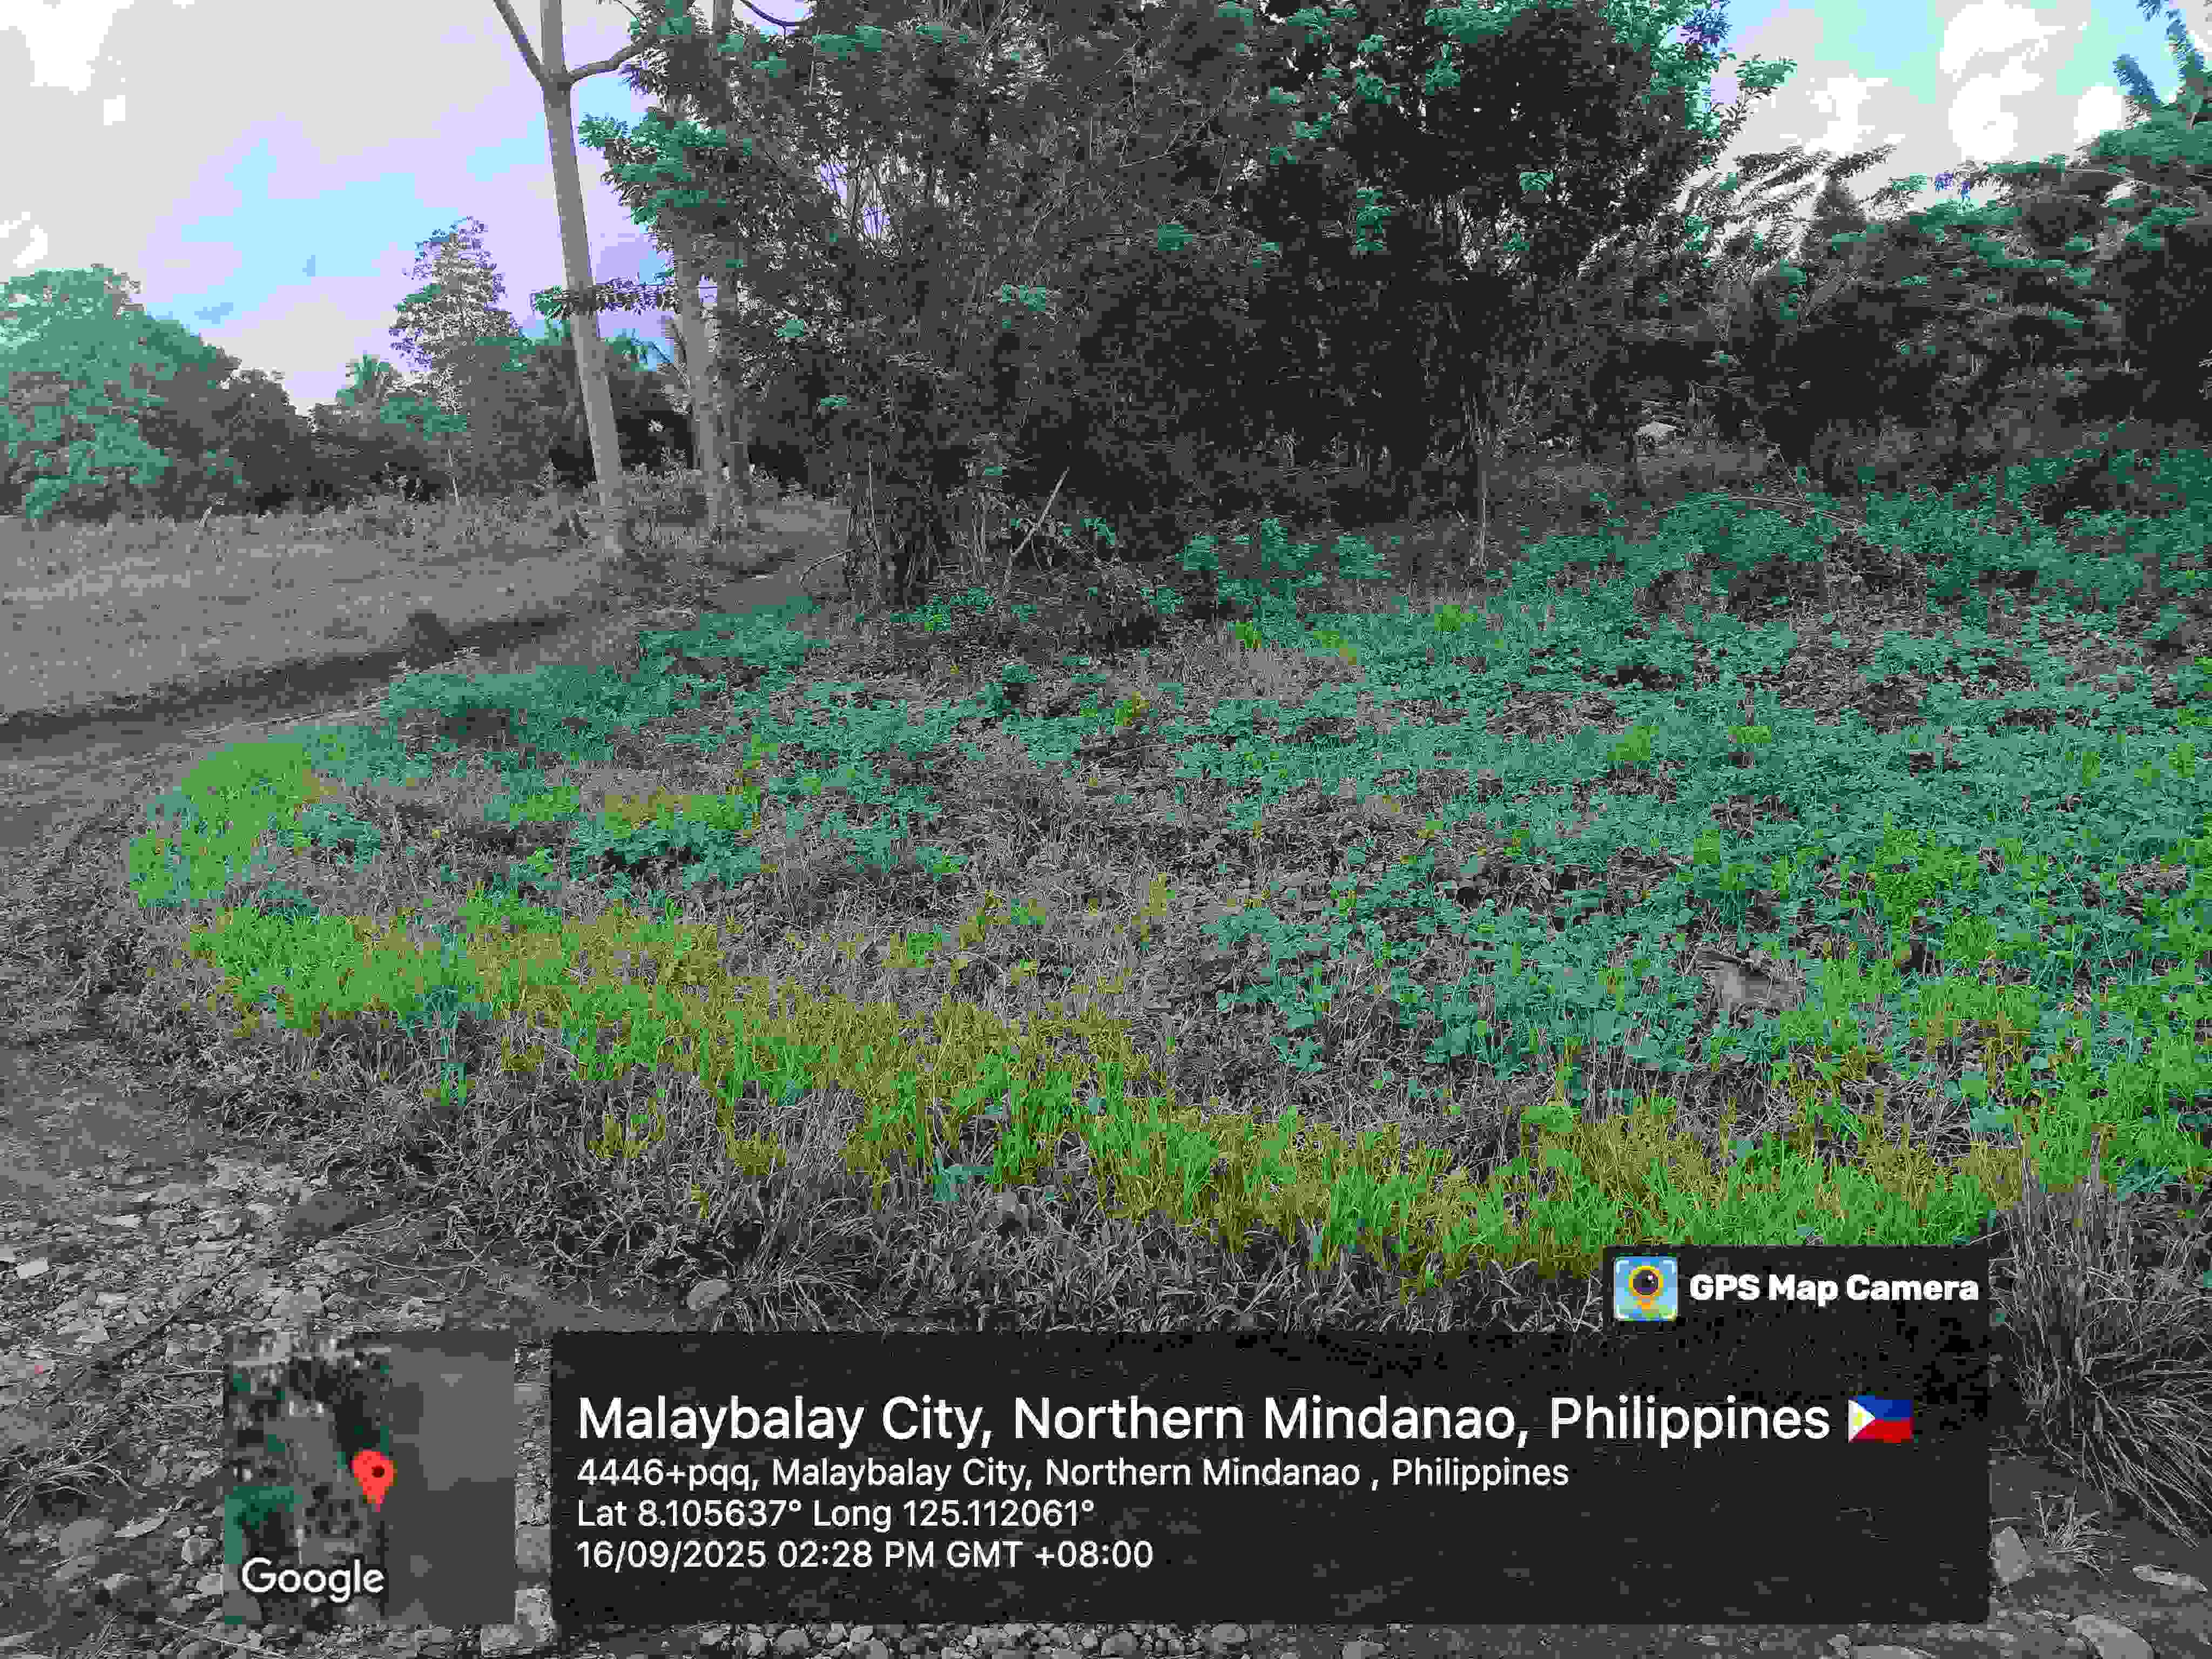 GPS Map Camera
Malaybalay City, Northern Mindanao, Philippines 🇵🇭
4446+pqq, Malaybalay City, Northern Mindanao , Philippines
Lat 8.105637° Long 125.112061°
16/09/2025 02:28 PM GMT +08:00
Google